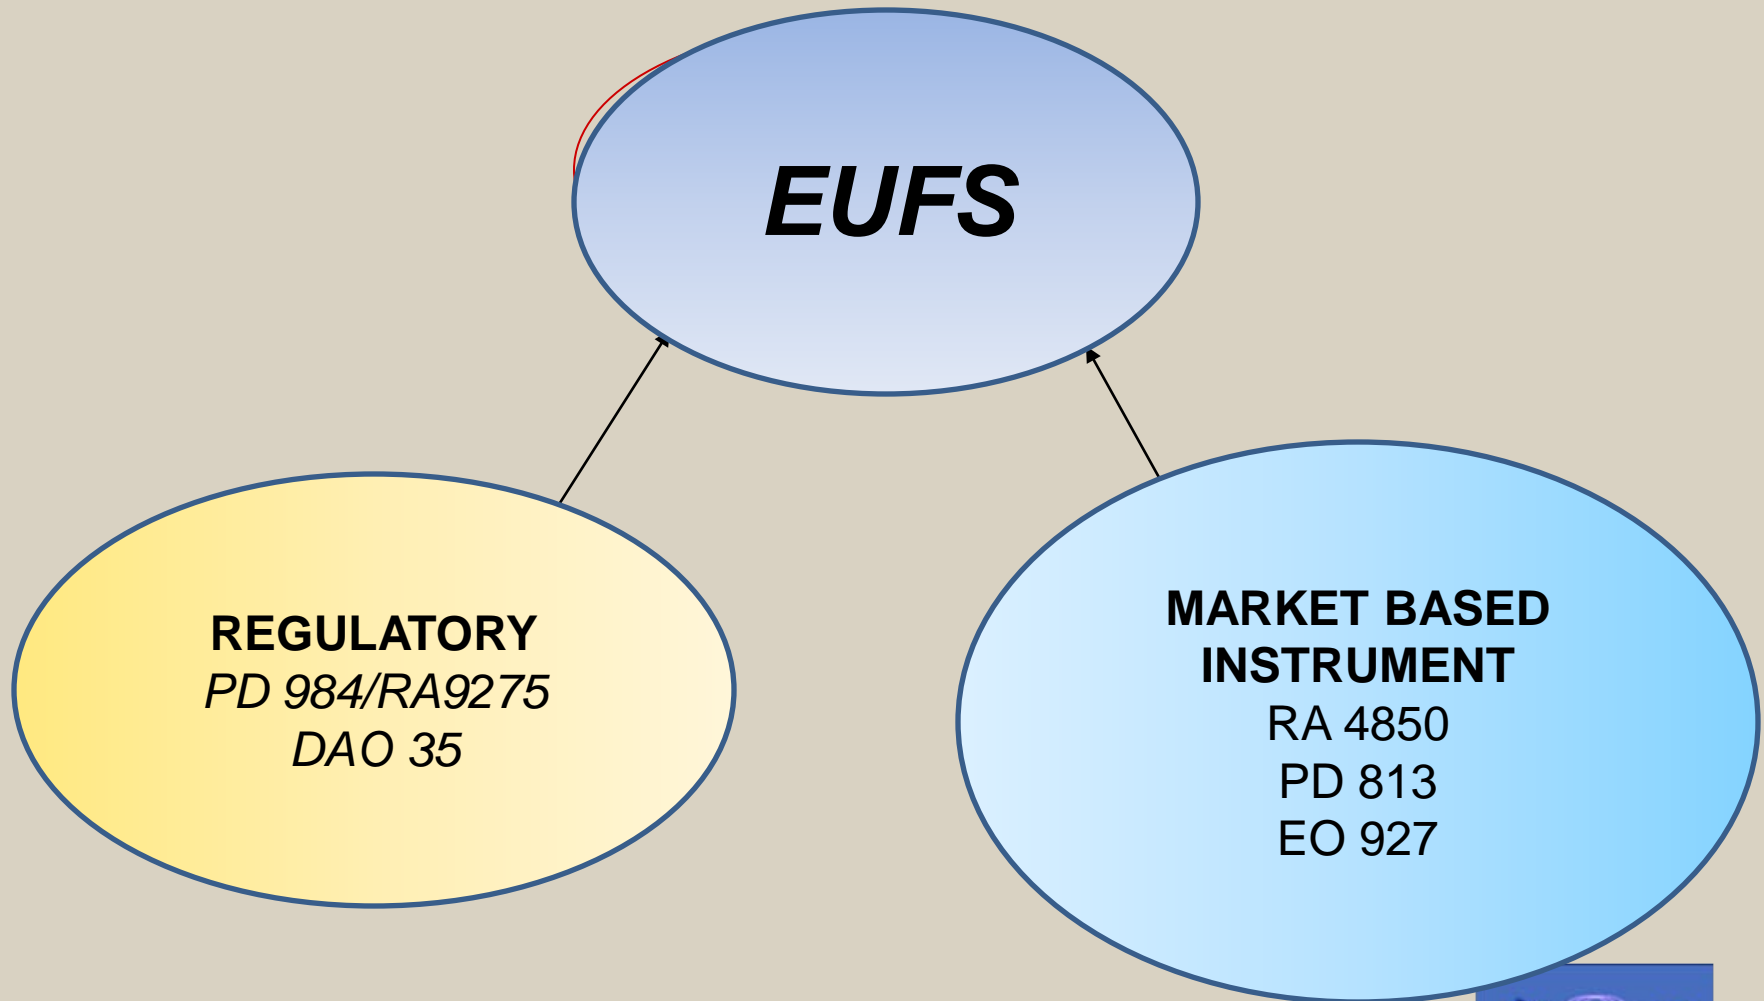 EUFS
REGULATORY
PD 984/RA9275
DAO 35
MARKET BASED
INSTRUMENT
RA 4850
PD 813
EO 927